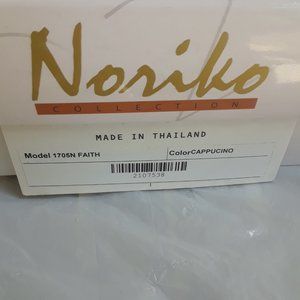 Noriko
COLLECTION
MADE IN THAILAND
Model 1705N FAITH ColorCAPPUCINO
2107538